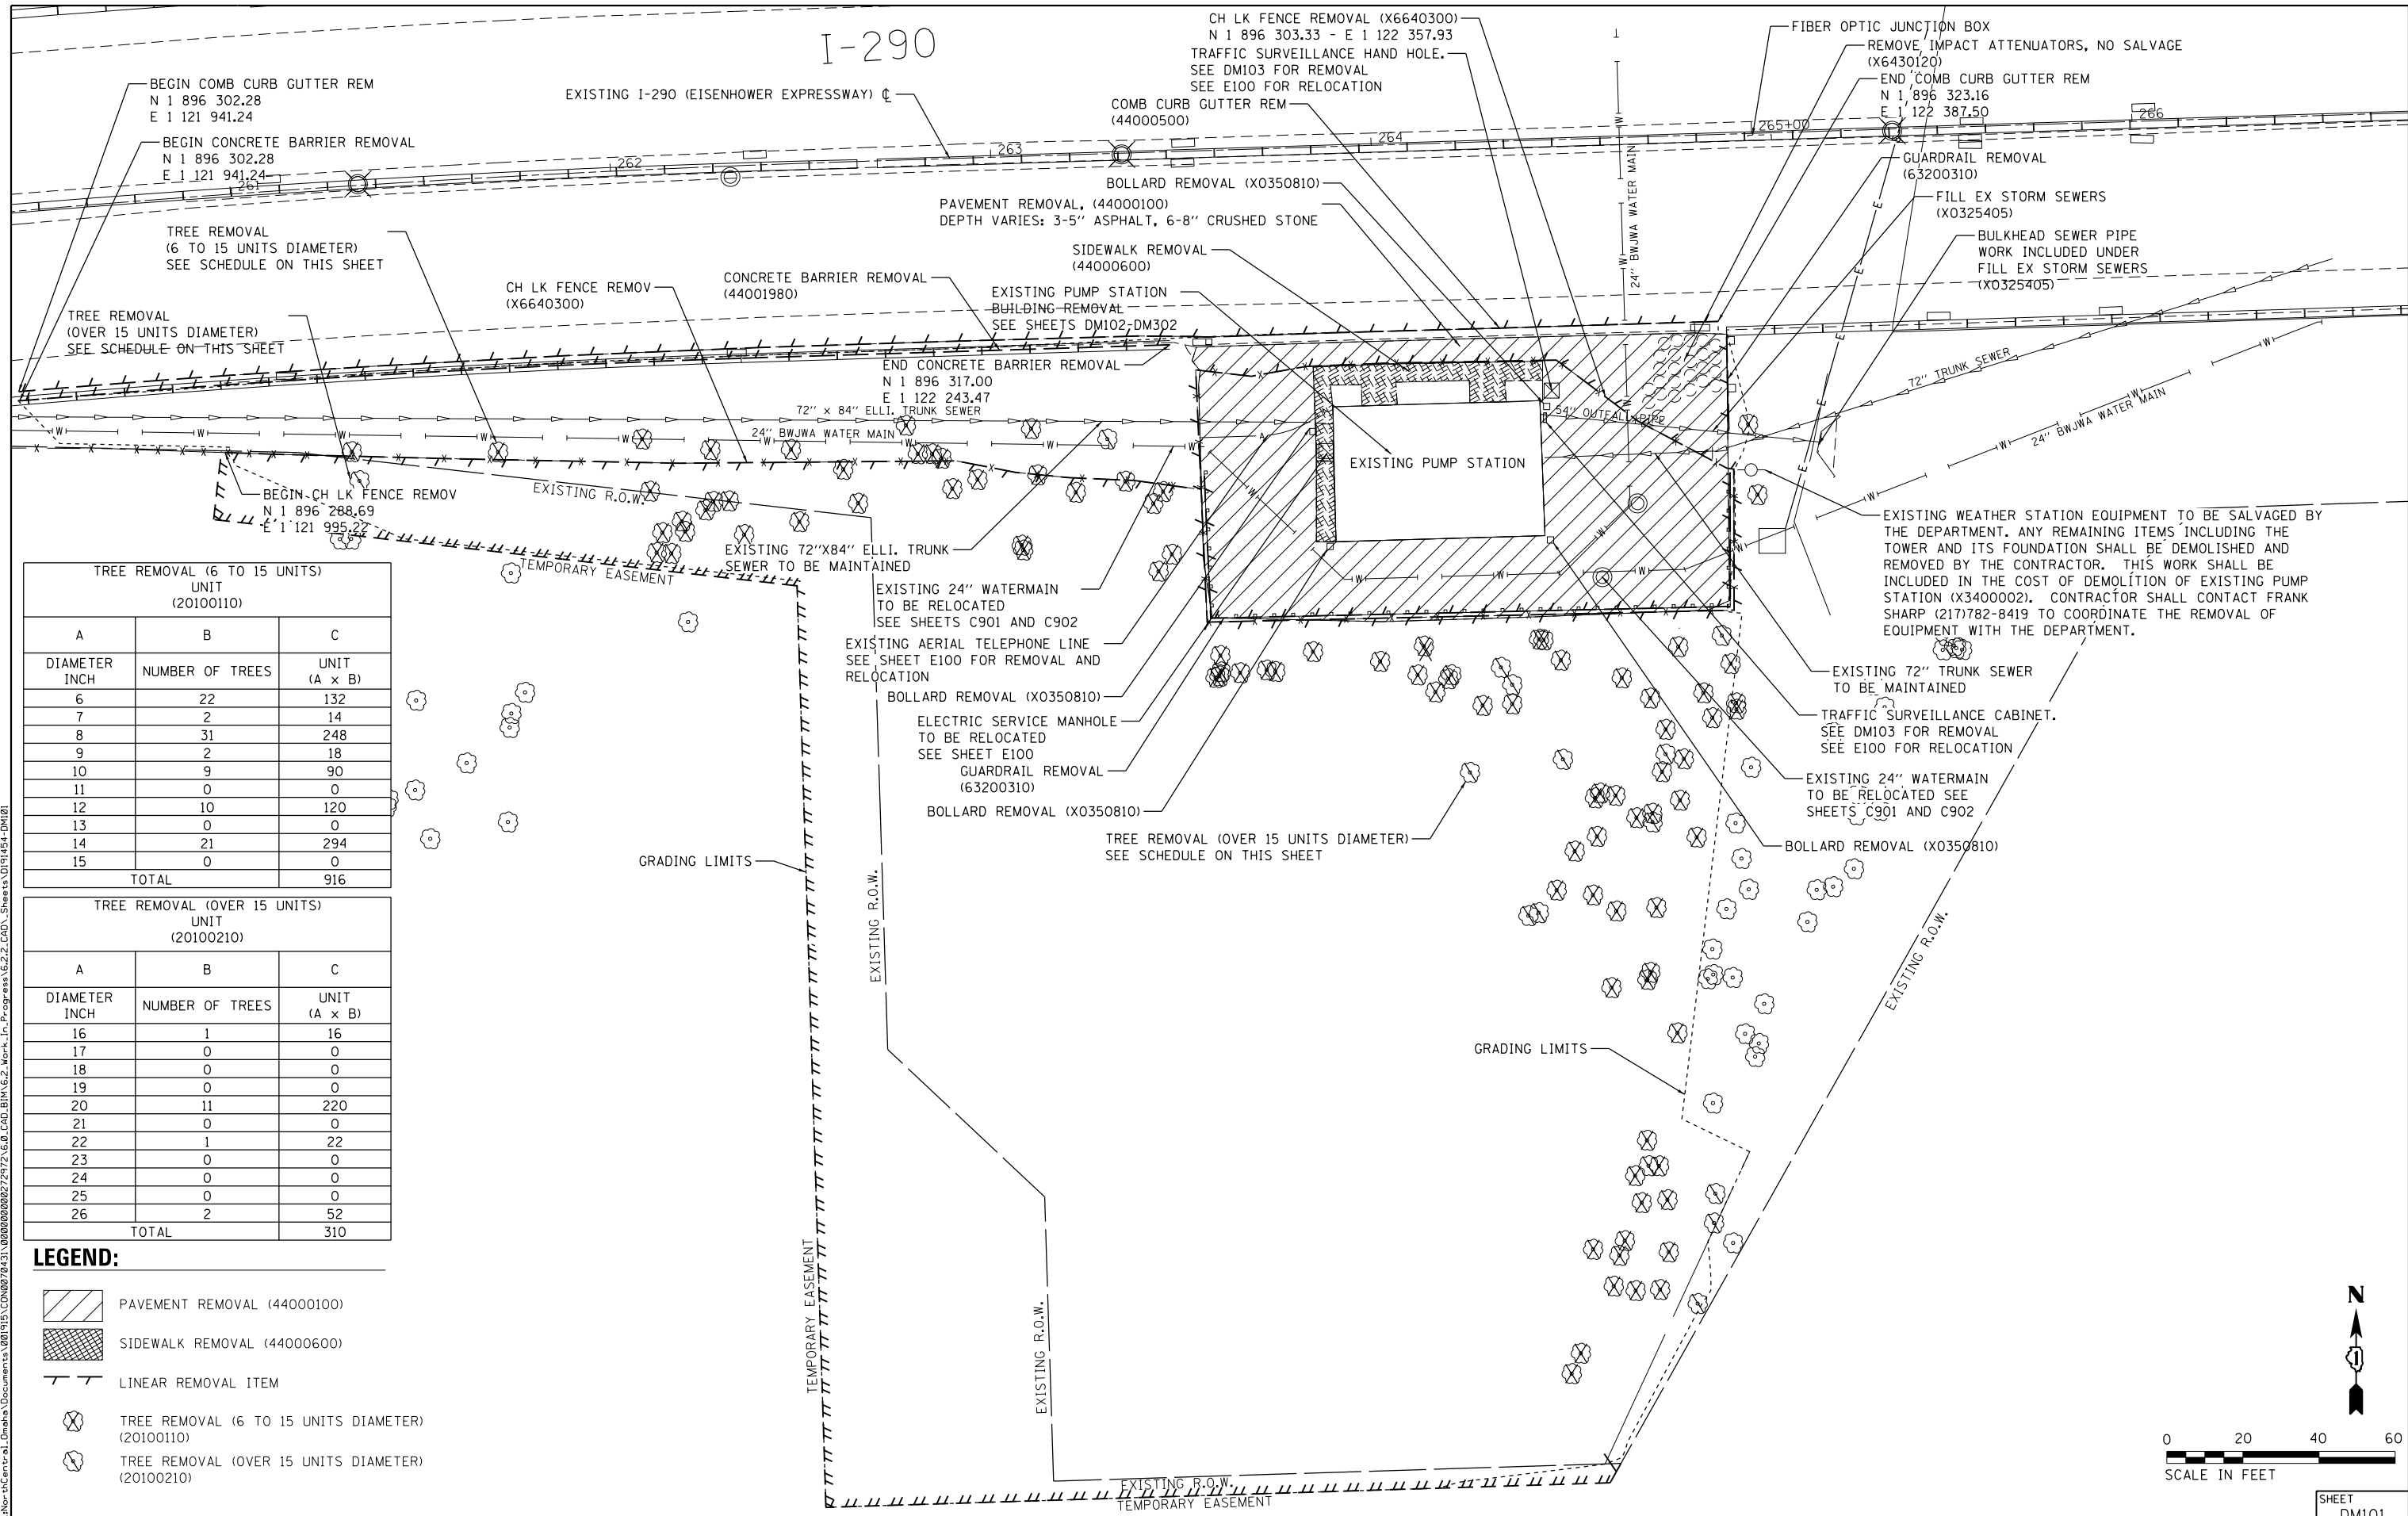 I-290
BEGIN COMB CURB GUTTER REM
N 1 896 302.28
E 1 121 941.24
BEGIN CONCRETE BARRIER REMOVAL
N 1 896 302.28
E 1 121 941.24
EXISTING I-290 (EISENHOWER EXPRESSWAY) ℄
CH LK FENCE REMOVAL (X6640300)
N 1 896 303.33 - E 1 122 357.93
TRAFFIC SURVEILLANCE HAND HOLE.
SEE DM103 FOR REMOVAL
SEE E100 FOR RELOCATION
COMB CURB GUTTER REM
(44000500)
FIBER OPTIC JUNCTION BOX
REMOVE IMPACT ATTENUATORS, NO SALVAGE
(X6430120)
END COMB CURB GUTTER REM
N 1 896 323.16
E 1 122 387.50
261
262
263
264
265+00
266
GUARDRAIL REMOVAL
(63200310)
FILL EX STORM SEWERS
(X0325405)
BULKHEAD SEWER PIPE
WORK INCLUDED UNDER
FILL EX STORM SEWERS
(X0325405)
BOLLARD REMOVAL (X0350810)
PAVEMENT REMOVAL, (44000100)
DEPTH VARIES: 3-5" ASPHALT, 6-8" CRUSHED STONE
SIDEWALK REMOVAL
(44000600)
24" BWJWA WATER MAIN
TREE REMOVAL
(6 TO 15 UNITS DIAMETER)
SEE SCHEDULE ON THIS SHEET
CH LK FENCE REMOV
(X6640300)
CONCRETE BARRIER REMOVAL
(44001980)
EXISTING PUMP STATION
BUILDING REMOVAL
SEE SHEETS DM102-DM302
TREE REMOVAL
(OVER 15 UNITS DIAMETER)
SEE SCHEDULE ON THIS SHEET
END CONCRETE BARRIER REMOVAL
N 1 896 317.00
E 1 122 243.47
72" x 84" ELLI. TRUNK SEWER
24" BWJWA WATER MAIN
54" OUTFALL PIPE
72" TRUNK SEWER
24" BWJWA WATER MAIN
EXISTING PUMP STATION
BEGIN CH LK FENCE REMOV
N 1 896 288.69
E 1 121 995.22
EXISTING R.O.W.
TEMPORARY EASEMENT
EXISTING 72"X84" ELLI. TRUNK
SEWER TO BE MAINTAINED
EXISTING 24" WATERMAIN
TO BE RELOCATED
SEE SHEETS C901 AND C902
EXISTING AERIAL TELEPHONE LINE
SEE SHEET E100 FOR REMOVAL AND
RELOCATION
BOLLARD REMOVAL (X0350810)
ELECTRIC SERVICE MANHOLE
TO BE RELOCATED
SEE SHEET E100
GUARDRAIL REMOVAL
(63200310)
BOLLARD REMOVAL (X0350810)
TREE REMOVAL (OVER 15 UNITS DIAMETER)
SEE SCHEDULE ON THIS SHEET
EXISTING WEATHER STATION EQUIPMENT TO BE SALVAGED BY
THE DEPARTMENT. ANY REMAINING ITEMS INCLUDING THE
TOWER AND ITS FOUNDATION SHALL BE DEMOLISHED AND
REMOVED BY THE CONTRACTOR. THIS WORK SHALL BE
INCLUDED IN THE COST OF DEMOLITION OF EXISTING PUMP
STATION (X3400002). CONTRACTOR SHALL CONTACT FRANK
SHARP (217)782-8419 TO COORDINATE THE REMOVAL OF
EQUIPMENT WITH THE DEPARTMENT.
EXISTING 72" TRUNK SEWER
TO BE MAINTAINED
TRAFFIC SURVEILLANCE CABINET.
SEE DM103 FOR REMOVAL
SEE E100 FOR RELOCATION
EXISTING 24" WATERMAIN
TO BE RELOCATED SEE
SHEETS C901 AND C902
BOLLARD REMOVAL (X0350810)
GRADING LIMITS
EXISTING R.O.W.
EXISTING R.O.W.
GRADING LIMITS
TEMPORARY EASEMENT
EXISTING R.O.W.
EXISTING R.O.W.
TEMPORARY EASEMENT
TREE REMOVAL (6 TO 15 UNITS)
UNIT
(20100110)
A B C
DIAMETER INCH NUMBER OF TREES UNIT (A x B)
6 22 132
7 2 14
8 31 248
9 2 18
10 9 90
11 0 0
12 10 120
13 0 0
14 21 294
15 0 0
TOTAL 916
TREE REMOVAL (OVER 15 UNITS)
UNIT
(20100210)
A B C
DIAMETER INCH NUMBER OF TREES UNIT (A x B)
16 1 16
17 0 0
18 0 0
19 0 0
20 11 220
21 0 0
22 1 22
23 0 0
24 0 0
25 0 0
26 2 52
TOTAL 310
LEGEND:
PAVEMENT REMOVAL (44000100)
SIDEWALK REMOVAL (44000600)
LINEAR REMOVAL ITEM
TREE REMOVAL (6 TO 15 UNITS DIAMETER)
(20100110)
TREE REMOVAL (OVER 15 UNITS DIAMETER)
(20100210)
N
0 20 40 60
SCALE IN FEET
SHEET
DM101